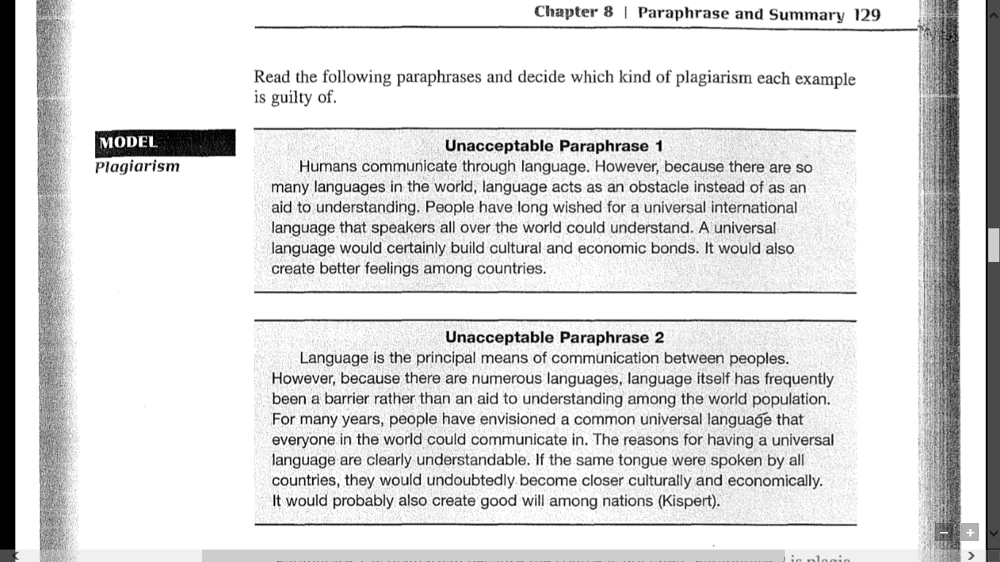 Chapter 8 | Paraphrase and Summary 129
Read the following paraphrases and decide which kind of plagiarism each example
is guilty of.
MODEL
Plagiarism
Unacceptable Paraphrase 1
Humans communicate through language. However, because there are so
many languages in the world, language acts as an obstacle instead of as an
aid to understanding. People have long wished for a universal international
language that speakers all over the world could understand. A universal
language would certainly build cultural and economic bonds. It would also
create better feelings among countries.
Unacceptable Paraphrase 2
Language is the principal means of communication between peoples.
However, because there are numerous languages, language itself has frequently
been a barrier rather than an aid to understanding among the world population.
For many years, people have envisioned a common universal language that
everyone in the world could communicate in. The reasons for having a universal
language are clearly understandable. If the same tongue were spoken by all
countries, they would undoubtedly become closer culturally and economically.
It would probably also create good will among nations (Kispert).